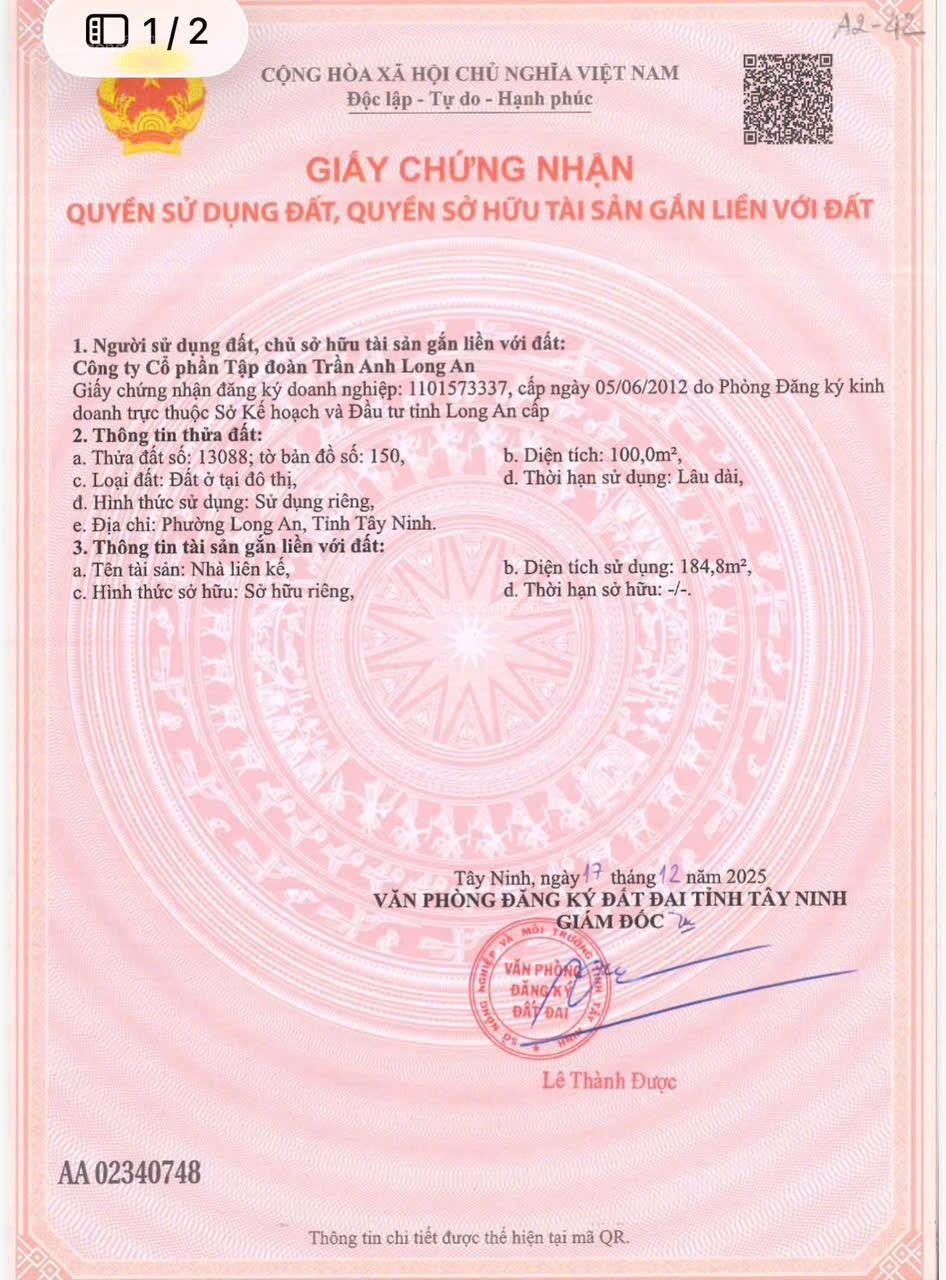 1/2
A2-42
CỘNG HÒA XÃ HỘI CHỦ NGHĨA VIỆT NAM
Độc lập - Tự do - Hạnh phúc
GIẤY CHỨNG NHẬN
QUYỀN SỬ DỤNG ĐẤT, QUYỀN SỞ HỮU TÀI SẢN GẮN LIỀN VỚI ĐẤT
1. Người sử dụng đất, chủ sở hữu tài sản gắn liền với đất:
Công ty Cổ phần Tập đoàn Trần Anh Long An
Giấy chứng nhận đăng ký doanh nghiệp: 1101573337, cấp ngày 05/06/2012 do Phòng Đăng ký kinh
doanh trực thuộc Sở Kế hoạch và Đầu tư tỉnh Long An cấp
2. Thông tin thửa đất:
a. Thửa đất số: 13088; tờ bản đồ số: 150, b. Diện tích: 100,0m²,
c. Loại đất: Đất ở tại đô thị, d. Thời hạn sử dụng: Lâu dài,
đ. Hình thức sử dụng: Sử dụng riêng,
e. Địa chỉ: Phường Long An, Tỉnh Tây Ninh.
3. Thông tin tài sản gắn liền với đất:
a. Tên tài sản: Nhà liên kế, b. Diện tích sử dụng: 184,8m²,
c. Hình thức sở hữu: Sở hữu riêng, d. Thời hạn sở hữu: -/-.
Tây Ninh, ngày 17 tháng 12 năm 2025
VĂN PHÒNG ĐĂNG KÝ ĐẤT ĐAI TỈNH TÂY NINH
GIÁM ĐỐC
SỞ NÔNG NGHIỆP VÀ MÔI TRƯỜNG TỈNH TÂY NINH
VĂN PHÒNG
ĐĂNG KÝ
ĐẤT ĐAI
Lê Thành Được
AA 02340748
Thông tin chi tiết được thể hiện tại mã QR.